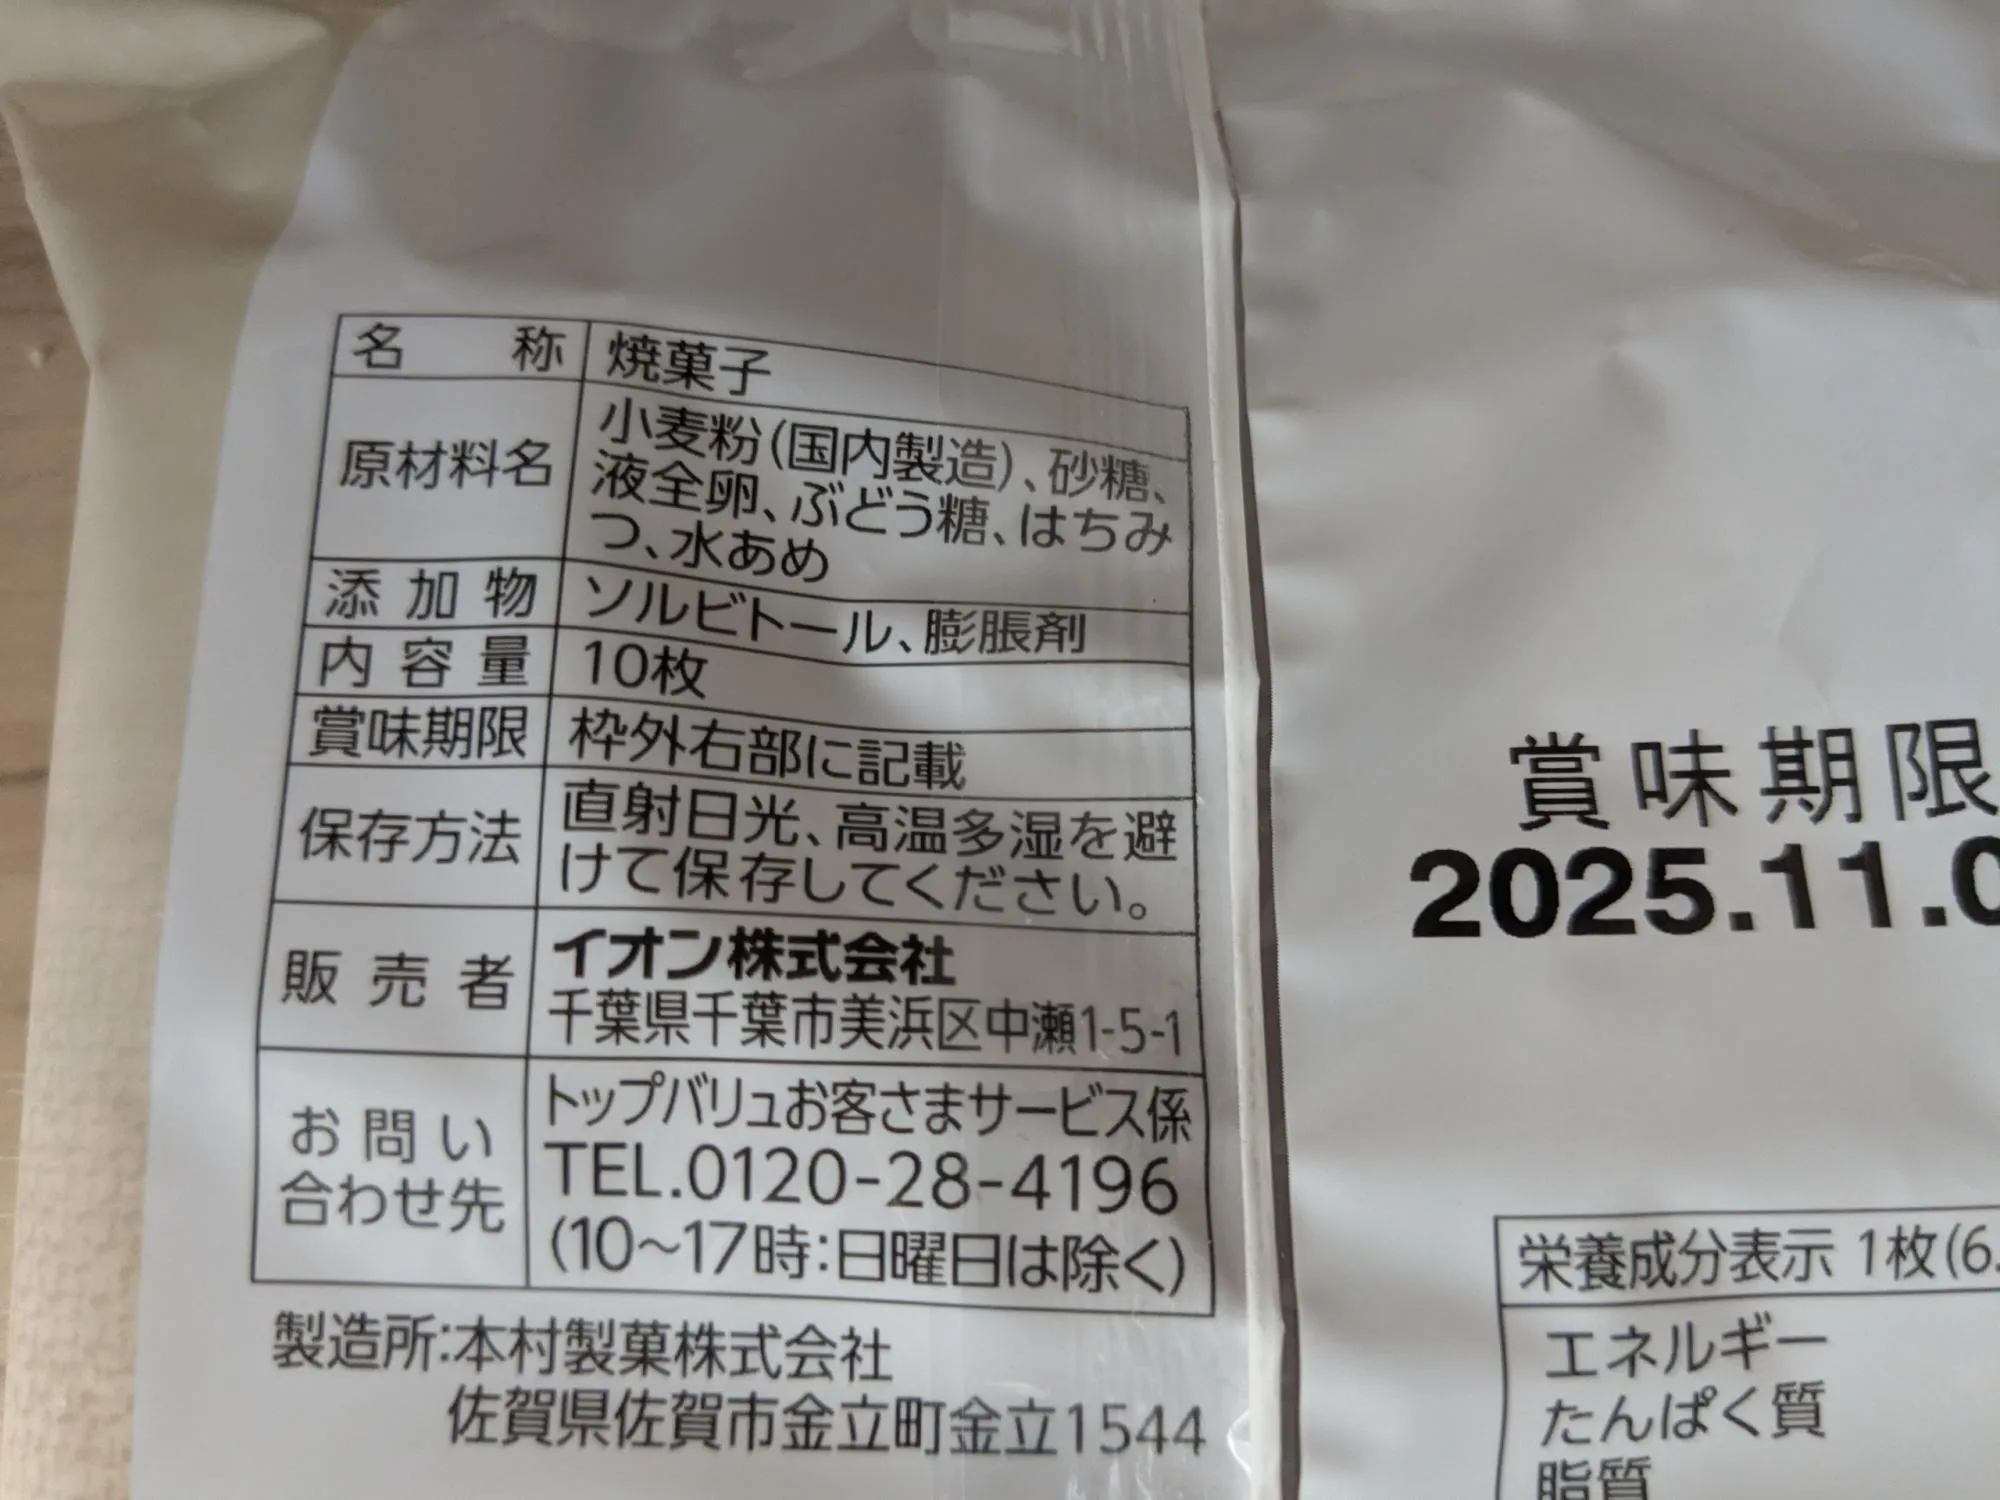 名称 焼菓子
原材料名 小麦粉(国内製造)、砂糖、
液全卵、ぶどう糖、はちみ
つ、水あめ
添加物 ソルビトール、膨脹剤
内容量 10枚
賞味期限 枠外右部に記載
保存方法 直射日光、高温多湿を避
けて保存してください。
販売者 イオン株式会社
千葉県千葉市美浜区中瀬1-5-1
お問い
合わせ先
トップバリュお客さまサービス係
TEL.0120-28-4196
(10~17時:日曜日は除く)
製造所:本村製菓株式会社
佐賀県佐賀市金立町金立1544
賞味期限
2025.11.0
栄養成分表示 1枚(6.
エネルギー
たんぱく質
脂質